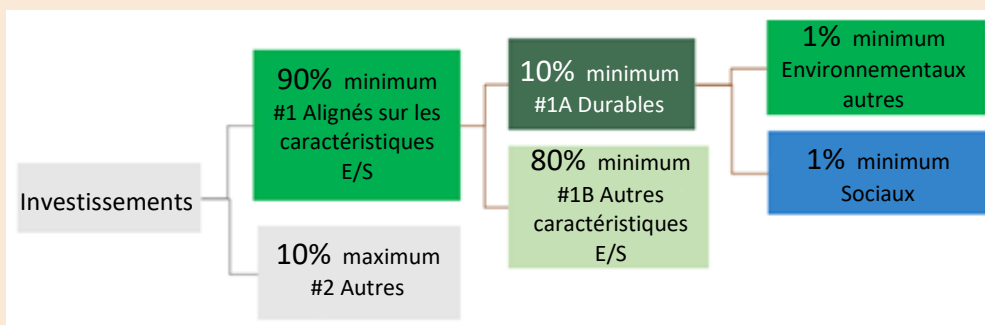 Investissements
90% minimum
#1 Alignés sur les
caractéristiques
E/S
10% maximum
#2 Autres
10% minimum
#1A Durables
80% minimum
#1B Autres
caractéristiques
E/S
1% minimum
Environnementaux
autres
1% minimum
Sociaux